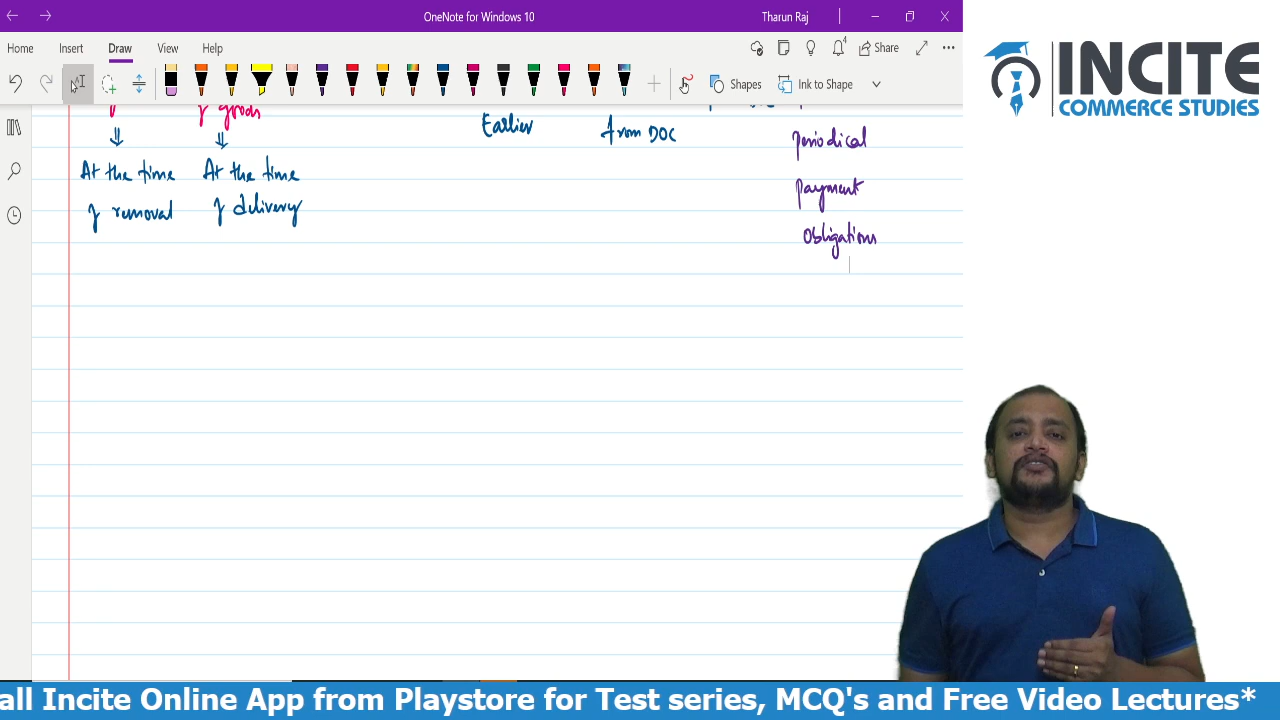 OneNote for Windows 10
Tharun Raj
Home Insert Draw View Help
Share
Shapes
Ink to Shape
INCITE
COMMERCE STUDIES
goods
Earlier
from DOC
periodical
payment
obligations
At the time
of removal
At the time
of delivery
all Incite Online App from Playstore for Test series, MCQ's and Free Video Lectures*